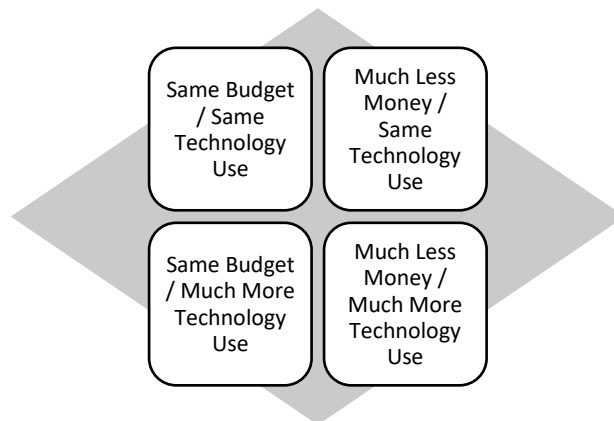 Same Budget
/ Same
Technology
Use
Much Less
Money /
Same
Technology
Use
Same Budget
/ Much More
Technology
Use
Much Less
Money /
Much More
Technology
Use